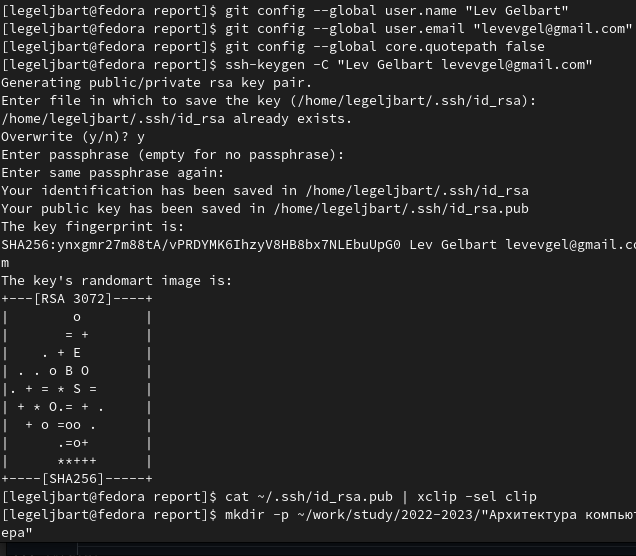 [legeljbart@fedora report]$ git config --global user.name "Lev Gelbart"
[legeljbart@fedora report]$ git config --global user.email "levevgel@gmail.com"
[legeljbart@fedora report]$ git config --global core.quotepath false
[legeljbart@fedora report]$ ssh-keygen -C "Lev Gelbart levevgel@gmail.com"
Generating public/private rsa key pair.
Enter file in which to save the key (/home/legeljbart/.ssh/id_rsa):
/home/legeljbart/.ssh/id_rsa already exists.
Overwrite (y/n)? y
Enter passphrase (empty for no passphrase):
Enter same passphrase again:
Your identification has been saved in /home/legeljbart/.ssh/id_rsa
Your public key has been saved in /home/legeljbart/.ssh/id_rsa.pub
The key fingerprint is:
SHA256:ynxgmr27m88tA/vPRDYMK6IhzyV8HB8bx7NLEbuUpG0 Lev Gelbart levevgel@gmail.co
m
The key's randomart image is:
+---[RSA 3072]----+
|        o        |
|       = +       |
|    . + E        |
| . . o B O       |
|. + = * S =      |
| + * O.= + .     |
|  + o =oo .      |
|      .=o+       |
|      **+++      |
+----[SHA256]-----+
[legeljbart@fedora report]$ cat ~/.ssh/id_rsa.pub | xclip -sel clip
[legeljbart@fedora report]$ mkdir -p ~/work/study/2022-2023/"Архитектура компьют
ера"